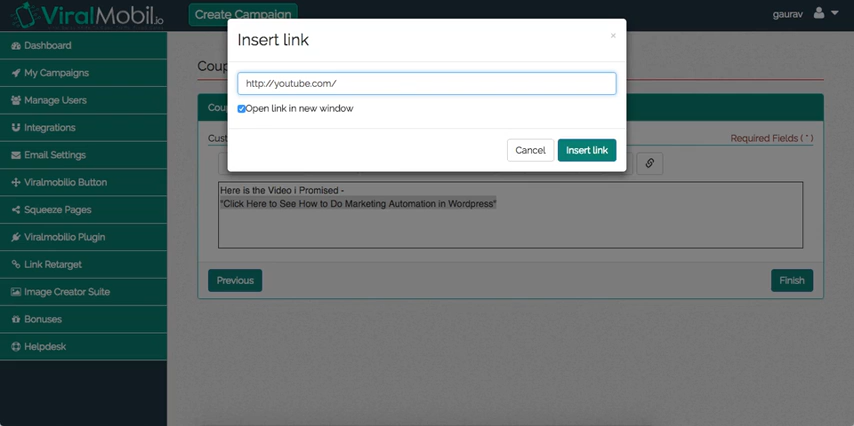 ViralMobil.io
Create Campaign
gaurav
Insert link
×
http://youtube.com/
Open link in new window
Cancel
Insert link
Dashboard
My Campaigns
Manage Users
Integrations
Email Settings
Viralmobilio Button
Squeeze Pages
Viralmobilio Plugin
Link Retarget
Image Creator Suite
Bonuses
Helpdesk
Required Fields ( * )
Here is the Video i Promised -
"Click Here to See How to Do Marketing Automation in Wordpress"
Previous
Finish